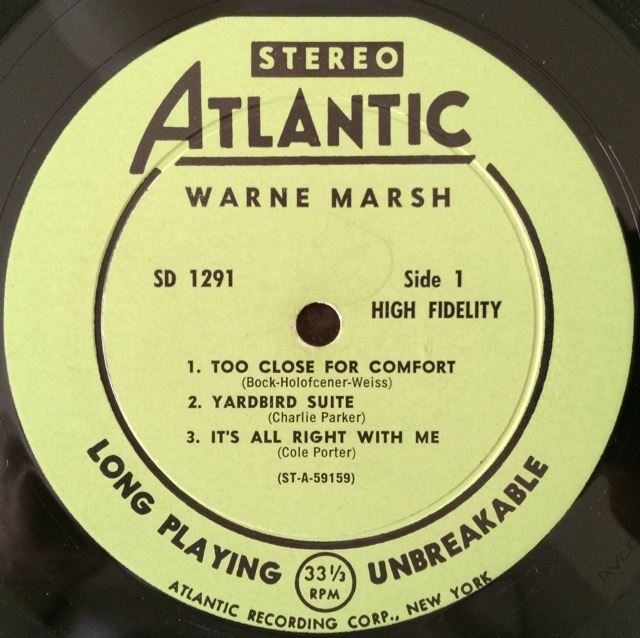 STEREO
ATLANTIC
WARNE MARSH
SD 1291
Side 1
HIGH FIDELITY
1. TOO CLOSE FOR COMFORT
(Bock-Holofcener-Weiss)
2. YARDBIRD SUITE
(Charlie Parker)
3. IT'S ALL RIGHT WITH ME
(Cole Porter)
(ST-A-59159)
LONG PLAYING
33⅓
RPM
UNBREAKABLE
ATLANTIC RECORDING CORP., NEW YORK